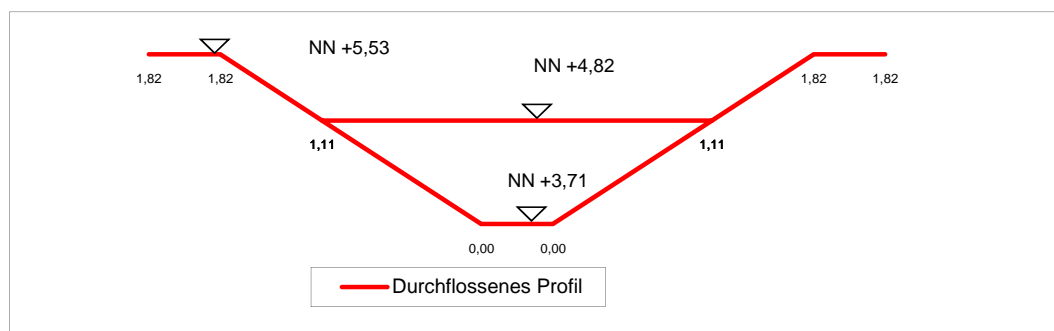 NN +5,53
NN +4,82
1,82 1,82 1,82 1,82
1,11 1,11
NN +3,71
0,00 0,00
Durchflossenes Profil